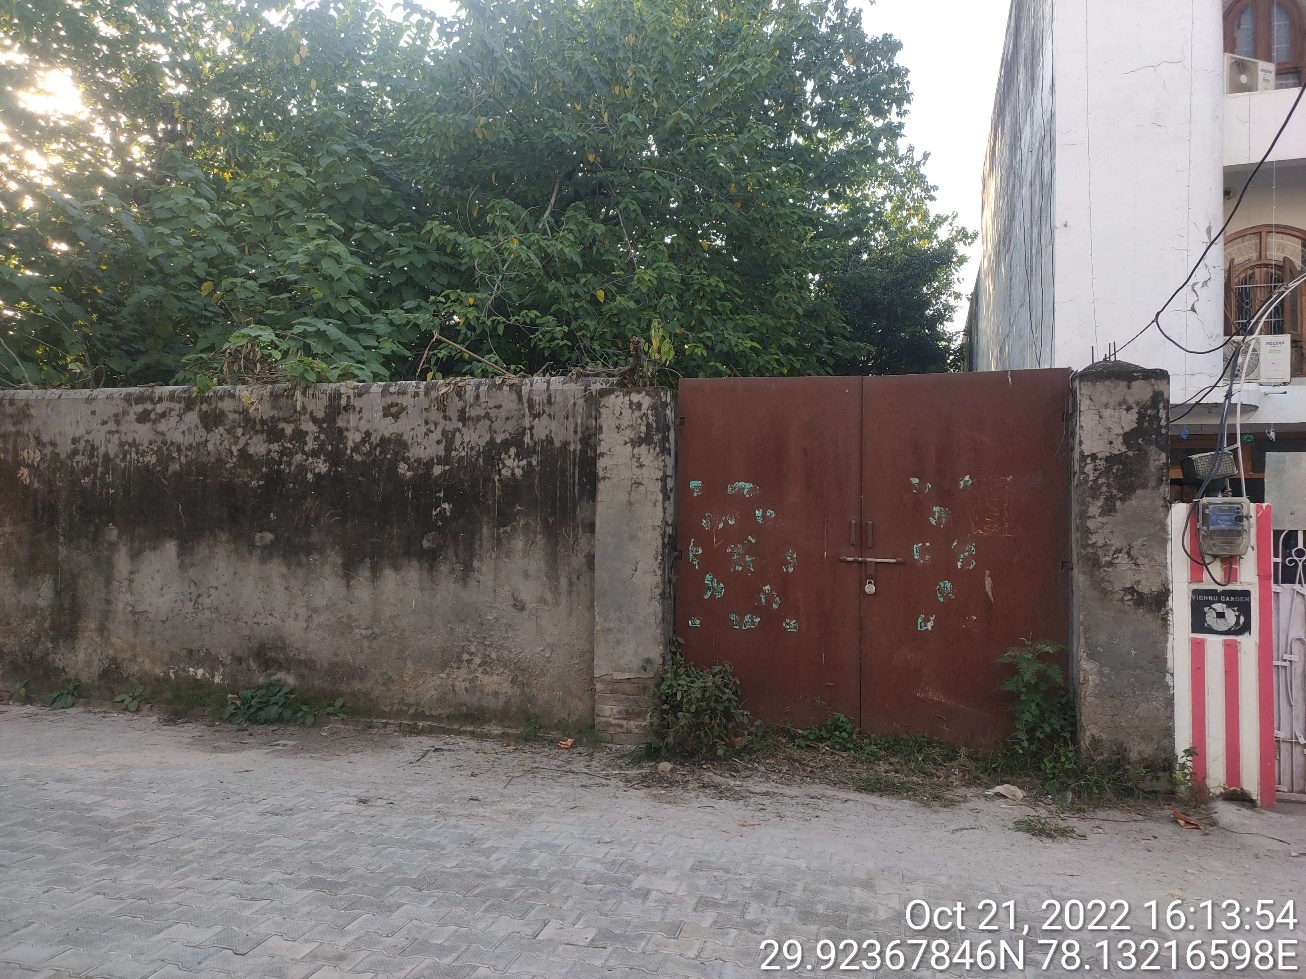 VISHNU GARDEN
Oct 21, 2022 16:13:54
29.92367846N 78.13216598E